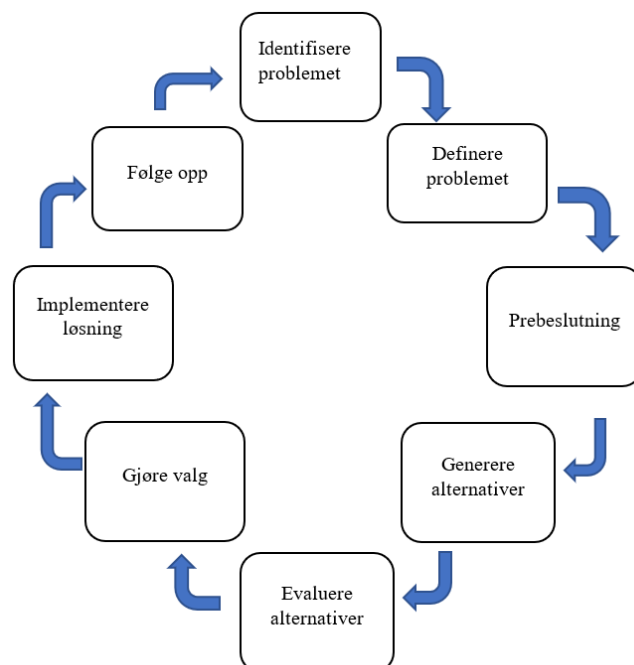 Identifisere
problemet
Definere
problemet
Prebeslutning
Generere
alternativer
Evaluere
alternativer
Gjøre valg
Implementere
løsning
Følge opp